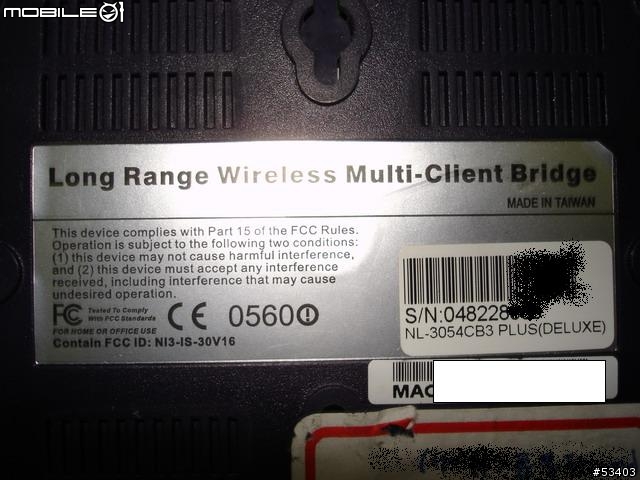 MOBILE01
Long Range Wireless Multi-Client Bridge
MADE IN TAIWAN
This device complies with Part 15 of the FCC Rules.
Operation is subject to the following two conditions:
(1) this device may not cause harmful interference,
and (2) this device must accept any interference
received, including interference that may cause
undesired operation.
FC Tested To Comply
With FCC Standards
FOR HOME OR OFFICE USE
CE 0560
Contain FCC ID: NI3-IS-30V16
S/N:048228
NL-3054CB3 PLUS(DELUXE)
MAC
#53403